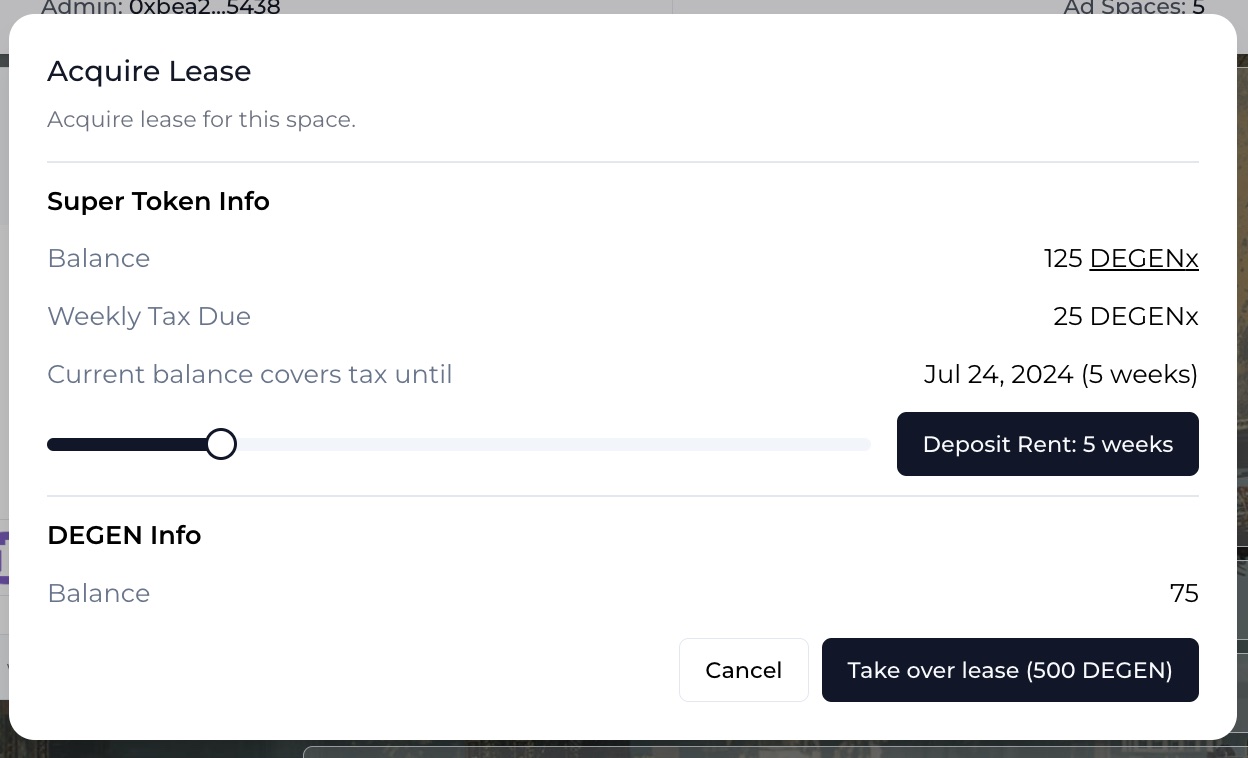 Admin: 0xbea2...5438
Ad Spaces: 5
Acquire Lease
Acquire lease for this space.
Super Token Info
Balance
125 DEGENx
Weekly Tax Due
25 DEGENx
Current balance covers tax until
Jul 24, 2024 (5 weeks)
Deposit Rent: 5 weeks
DEGEN Info
Balance
75
Cancel
Take over lease (500 DEGEN)